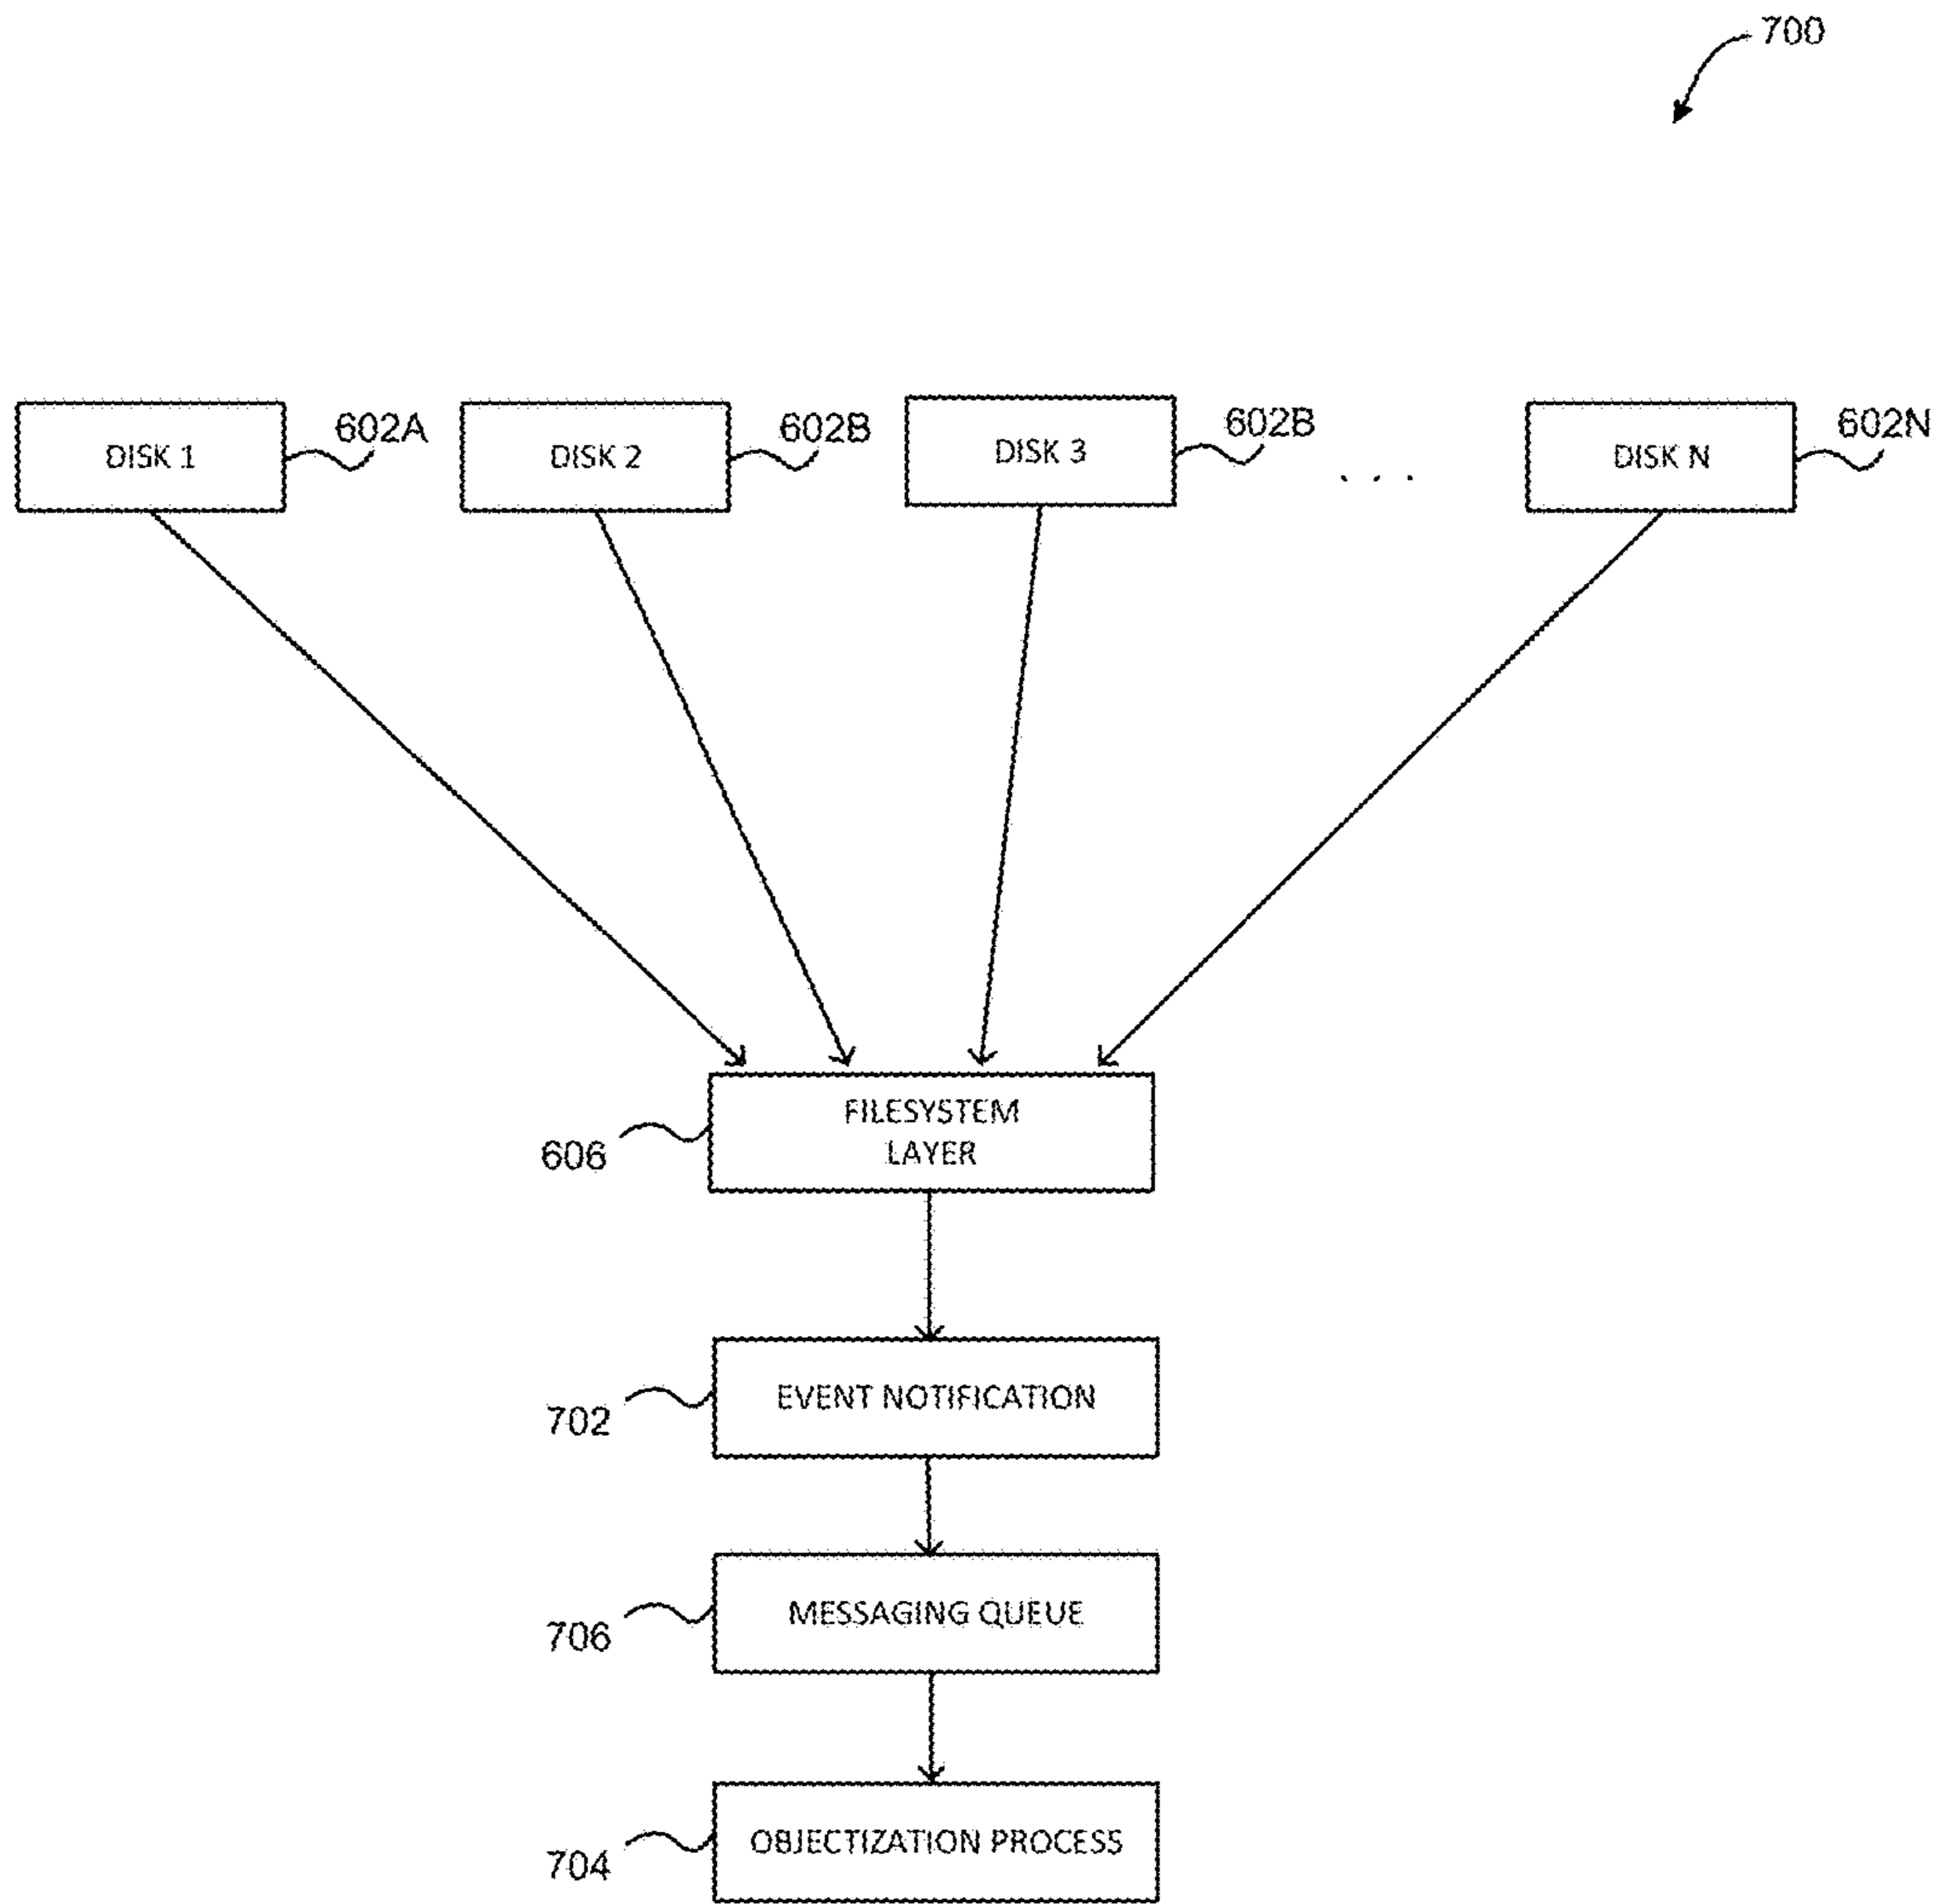 700
DISK 1
602A
DISK 2
602B
DISK 3
602B
. . .
DISK N
602N
FILESYSTEM
LAYER
606
EVENT NOTIFICATION
702
MESSAGING QUEUE
706
OBJECTIZATION PROCESS
704